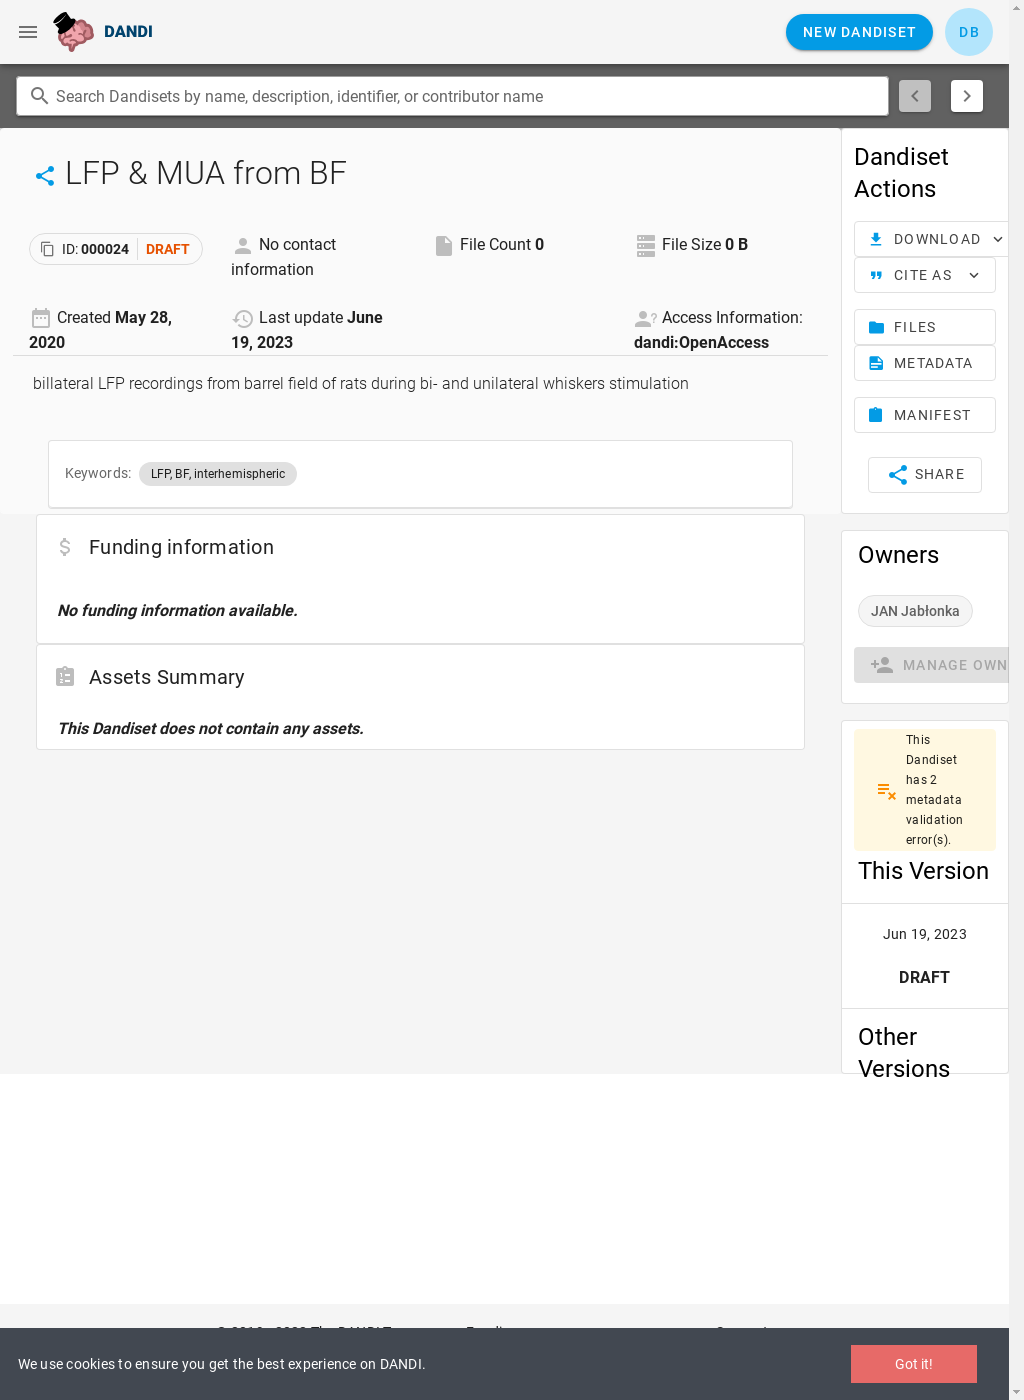 DANDI
NEW DANDISET
DB
Search Dandisets by name, description, identifier, or contributor name
LFP & MUA from BF
ID: 000024 DRAFT
No contact
information
File Count 0
File Size 0 B
Created May 28,
2020
Last update June
19, 2023
Access Information:
dandi:OpenAccess
billateral LFP recordings from barrel field of rats during bi- and unilateral whiskers stimulation
Keywords: LFP, BF, interhemispheric
Funding information
No funding information available.
Assets Summary
This Dandiset does not contain any assets.
Dandiset
Actions
DOWNLOAD
CITE AS
FILES
METADATA
MANIFEST
SHARE
Owners
JAN Jabłonka
MANAGE OWN
This
Dandiset
has 2
metadata
validation
error(s).
This Version
Jun 19, 2023
DRAFT
Other
Versions
We use cookies to ensure you get the best experience on DANDI.
Got it!